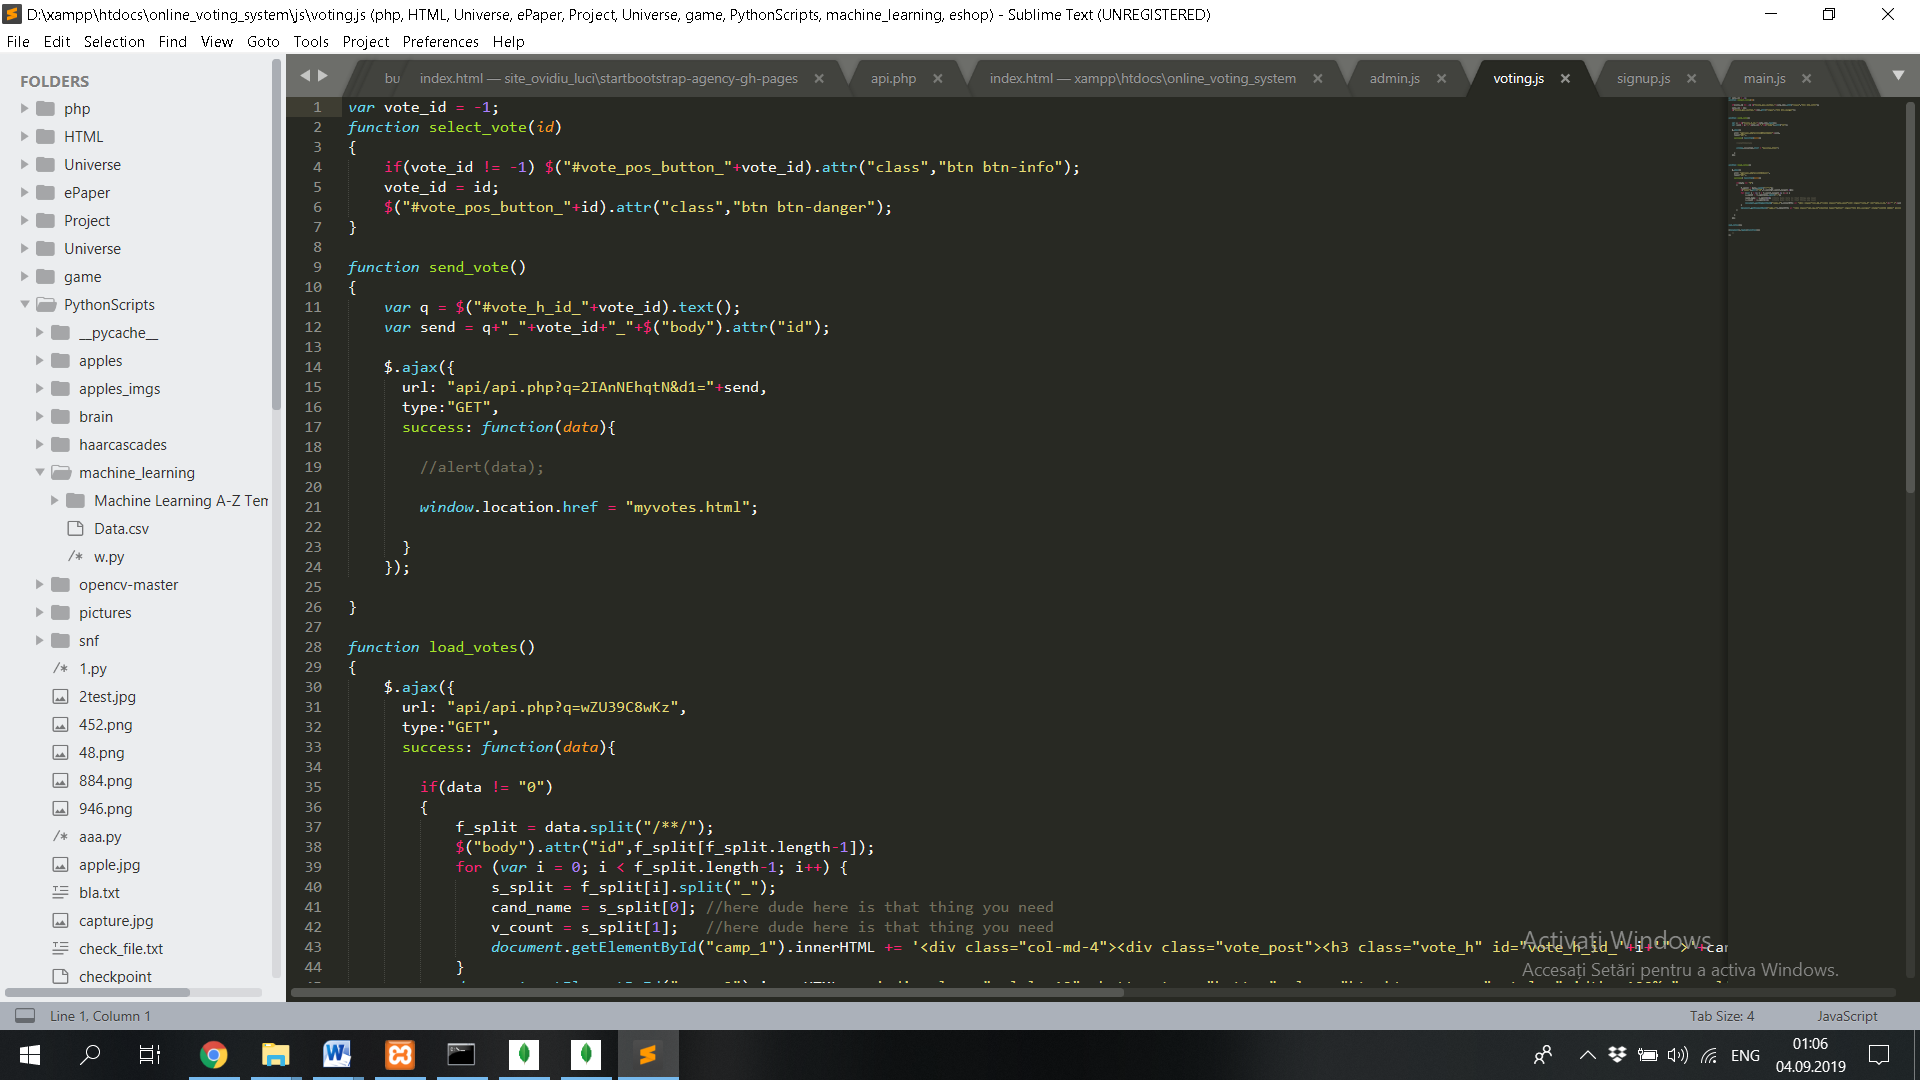 D:\xampp\htdocs\online_voting_system\js\voting.js (php, HTML, Universe, ePaper, Project, Universe, game, PythonScripts, machine_learning, eshop) - Sublime Text (UNREGISTERED)
File Edit Selection Find View Goto Tools Project Preferences Help
FOLDERS
php
HTML
Universe
ePaper
Project
Universe
game
PythonScripts
__pycache__
apples
apples_imgs
brain
haarcascades
machine_learning
Machine Learning A-Z Tem
Data.csv
w.py
opencv-master
pictures
snf
1.py
2test.jpg
452.png
48.png
884.png
946.png
aaa.py
apple.jpg
bla.txt
capture.jpg
check_file.txt
checkpoint
bu index.html — site_ovidiu_luci\startbootstrap-agency-gh-pages api.php index.html — xampp\htdocs\online_voting_system admin.js voting.js signup.js main.js
1 var vote_id = -1;
2 function select_vote(id)
3 {
4 if(vote_id != -1) $("#vote_pos_button_"+vote_id).attr("class","btn btn-info");
5 vote_id = id;
6 $("#vote_pos_button_"+id).attr("class","btn btn-danger");
7 }
8
9 function send_vote()
10 {
11 var q = $("#vote_h_id_"+vote_id).text();
12 var send = q+"_"+vote_id+"_"+$("body").attr("id");
13
14 $.ajax({
15 url: "api/api.php?q=2IAnNEhqtN&d1="+send,
16 type:"GET",
17 success: function(data){
18
19 //alert(data);
20
21 window.location.href = "myvotes.html";
22
23 }
24 });
25
26 }
27
28 function load_votes()
29 {
30 $.ajax({
31 url: "api/api.php?q=wZU39C8wKz",
32 type:"GET",
33 success: function(data){
34
35 if(data != "0")
36 {
37 f_split = data.split("/**/");
38 $("body").attr("id",f_split[f_split.length-1]);
39 for (var i = 0; i < f_split.length-1; i++) {
40 s_split = f_split[i].split("_");
41 cand_name = s_split[0]; //here dude here is that thing you need
42 v_count = s_split[1]; //here dude here is that thing you need
43 document.getElementById("camp_1").innerHTML += '<div class="col-md-4"><div class="vote_post"><h3 class="vote_h" id="vote_h_id_'+i+'" >'+can
44 }
Activați Windows
Accesați Setări pentru a activa Windows.
Line 1, Column 1
Tab Size: 4
JavaScript
ENG
01:06
04.09.2019